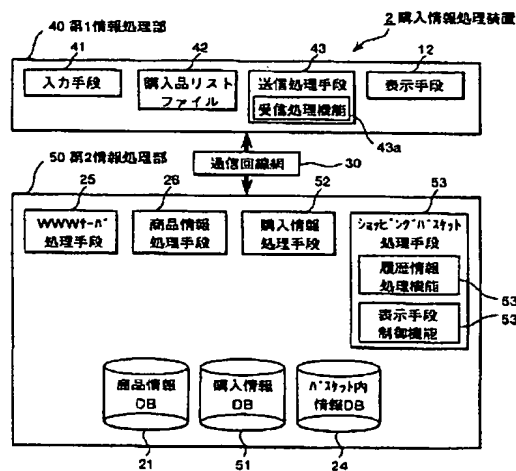 2 購入情報処理装置
40 第1情報処理部
41
42
43
12
入力手段
購入品リスト
ファイル
送信処理手段
受信処理機能
表示手段
43a
50 第2情報処理部
通信回線網
30
25
26
52
53
WWWサーバ
処理手段
商品情報
処理手段
購入情報
処理手段
ショッピングバスケット
処理手段
履歴情報
処理機能
53
表示手段
制御機能
53
商品情報
DB
購入情報
DB
バスケット内
情報DB
21
51
24